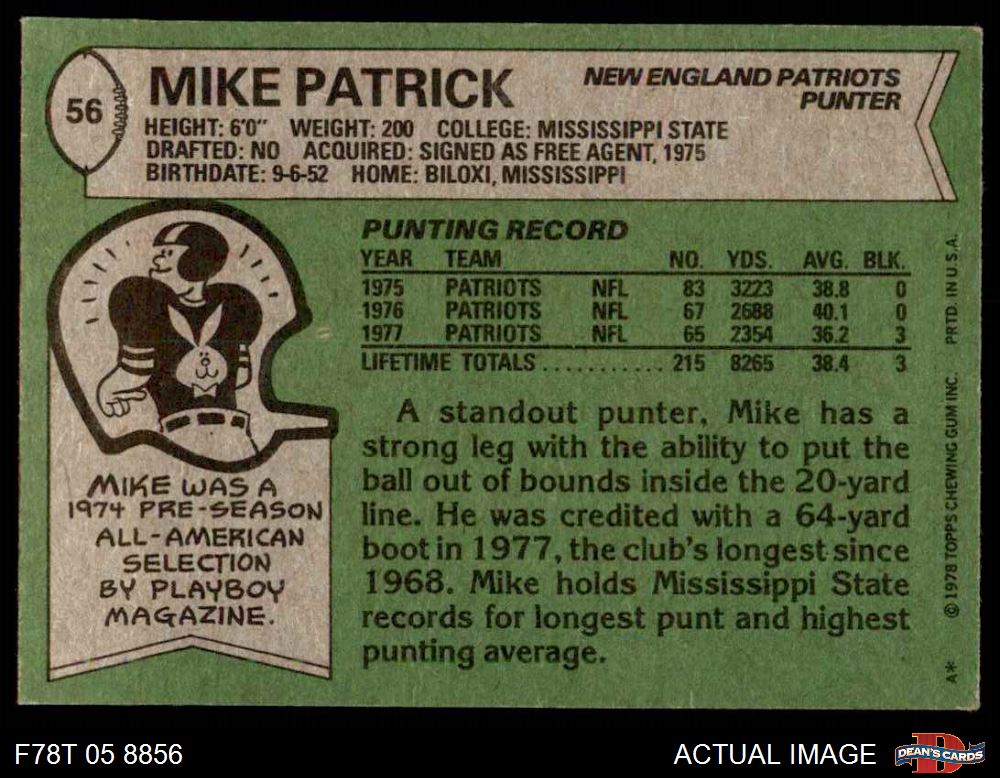 56
MIKE PATRICK
NEW ENGLAND PATRIOTS
PUNTER
HEIGHT: 6'0" WEIGHT: 200 COLLEGE: MISSISSIPPI STATE
DRAFTED: NO ACQUIRED: SIGNED AS FREE AGENT, 1975
BIRTHDATE: 9-6-52 HOME: BILOXI, MISSISSIPPI
PUNTING RECORD
YEAR TEAM NO. YDS. AVG. BLK.
1975 PATRIOTS NFL 83 3223 38.8 0
1976 PATRIOTS NFL 67 2688 40.1 0
1977 PATRIOTS NFL 65 2354 36.2 3
LIFETIME TOTALS ........... 215 8265 38.4 3
A standout punter, Mike has a
strong leg with the ability to put the
ball out of bounds inside the 20-yard
line. He was credited with a 64-yard
boot in 1977, the club's longest since
1968. Mike holds Mississippi State
records for longest punt and highest
punting average.
MIKE WAS A
1974 PRE-SEASON
ALL-AMERICAN
SELECTION
BY PLAYBOY
MAGAZINE.
A* © 1978 TOPPS CHEWING GUM INC. PRTD. IN U.S.A.
F78T 05 8856
ACTUAL IMAGE
D
DEAN'S CARDS